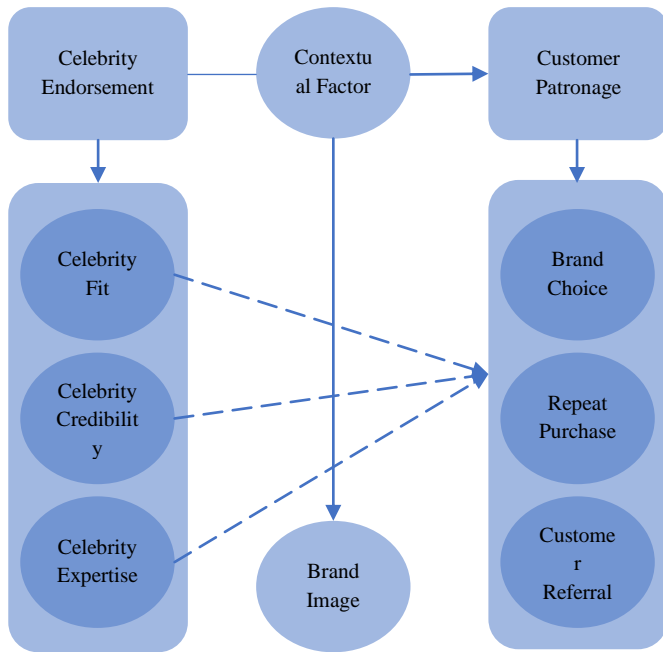 Celebrity
Endorsement
Contextu
al Factor
Customer
Patronage
Celebrity
Fit
Celebrity
Credibilit
y
Celebrity
Expertise
Brand
Image
Brand
Choice
Repeat
Purchase
Custome
r
Referral